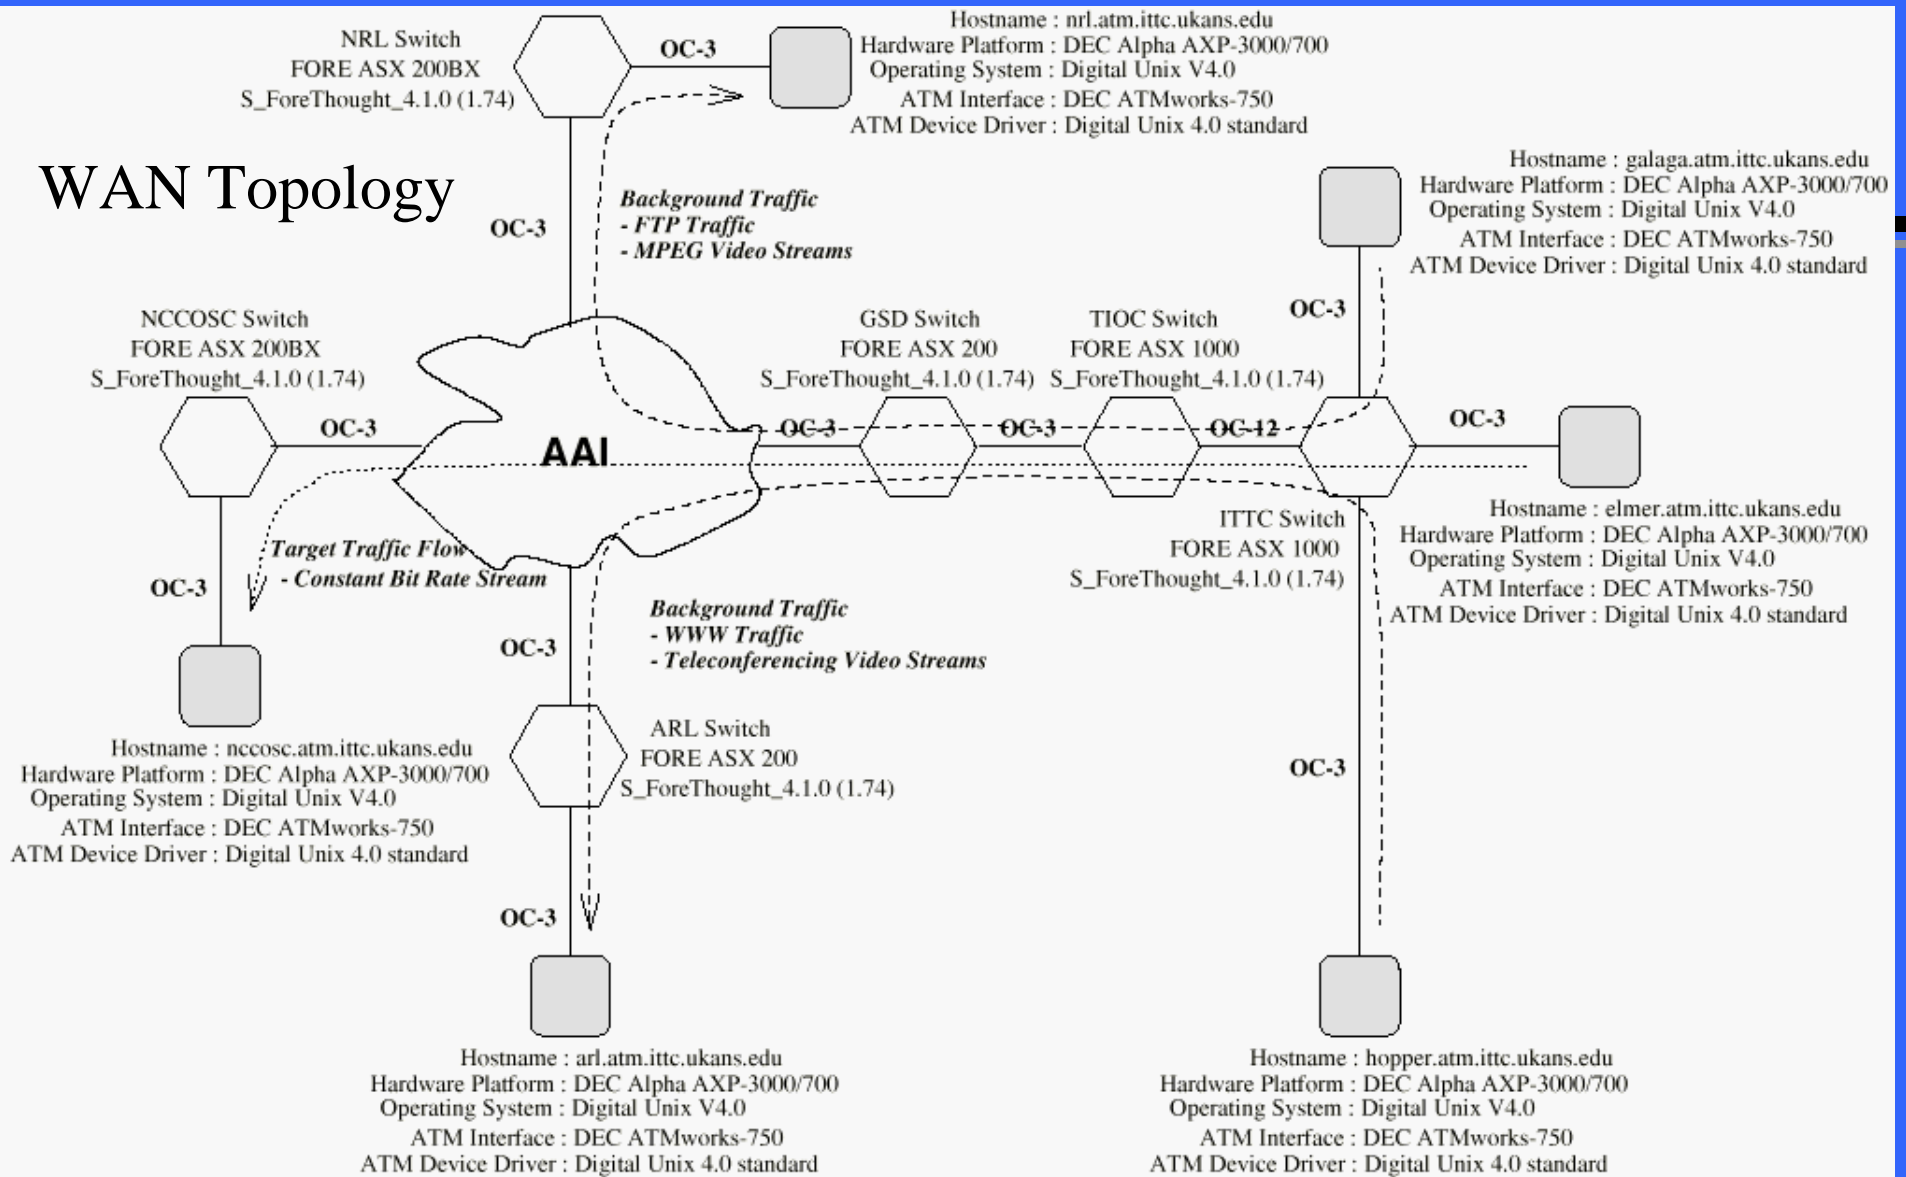 WAN Topology
NRL Switch
FORE ASX 200BX
S_ForeThought_4.1.0 (1.74)
OC-3
Hostname : nrl.atm.ittc.ukans.edu
Hardware Platform : DEC Alpha AXP-3000/700
Operating System : Digital Unix V4.0
ATM Interface : DEC ATMworks-750
ATM Device Driver : Digital Unix 4.0 standard
OC-3
Background Traffic
- FTP Traffic
- MPEG Video Streams
Hostname : galaga.atm.ittc.ukans.edu
Hardware Platform : DEC Alpha AXP-3000/700
Operating System : Digital Unix V4.0
ATM Interface : DEC ATMworks-750
ATM Device Driver : Digital Unix 4.0 standard
OC-3
NCCOSC Switch
FORE ASX 200BX
S_ForeThought_4.1.0 (1.74)
OC-3
AAI
GSD Switch
FORE ASX 200
S_ForeThought_4.1.0 (1.74)
TIOC Switch
FORE ASX 1000
S_ForeThought_4.1.0 (1.74)
OC-3
OC-3
OC-12
OC-3
ITTC Switch
FORE ASX 1000
S_ForeThought_4.1.0 (1.74)
Hostname : elmer.atm.ittc.ukans.edu
Hardware Platform : DEC Alpha AXP-3000/700
Operating System : Digital Unix V4.0
ATM Interface : DEC ATMworks-750
ATM Device Driver : Digital Unix 4.0 standard
Target Traffic Flow
- Constant Bit Rate Stream
OC-3
OC-3
Background Traffic
- WWW Traffic
- Teleconferencing Video Streams
ARL Switch
FORE ASX 200
S_ForeThought_4.1.0 (1.74)
OC-3
Hostname : nccosc.atm.ittc.ukans.edu
Hardware Platform : DEC Alpha AXP-3000/700
Operating System : Digital Unix V4.0
ATM Interface : DEC ATMworks-750
ATM Device Driver : Digital Unix 4.0 standard
OC-3
Hostname : arl.atm.ittc.ukans.edu
Hardware Platform : DEC Alpha AXP-3000/700
Operating System : Digital Unix V4.0
ATM Interface : DEC ATMworks-750
ATM Device Driver : Digital Unix 4.0 standard
Hostname : hopper.atm.ittc.ukans.edu
Hardware Platform : DEC Alpha AXP-3000/700
Operating System : Digital Unix V4.0
ATM Interface : DEC ATMworks-750
ATM Device Driver : Digital Unix 4.0 standard